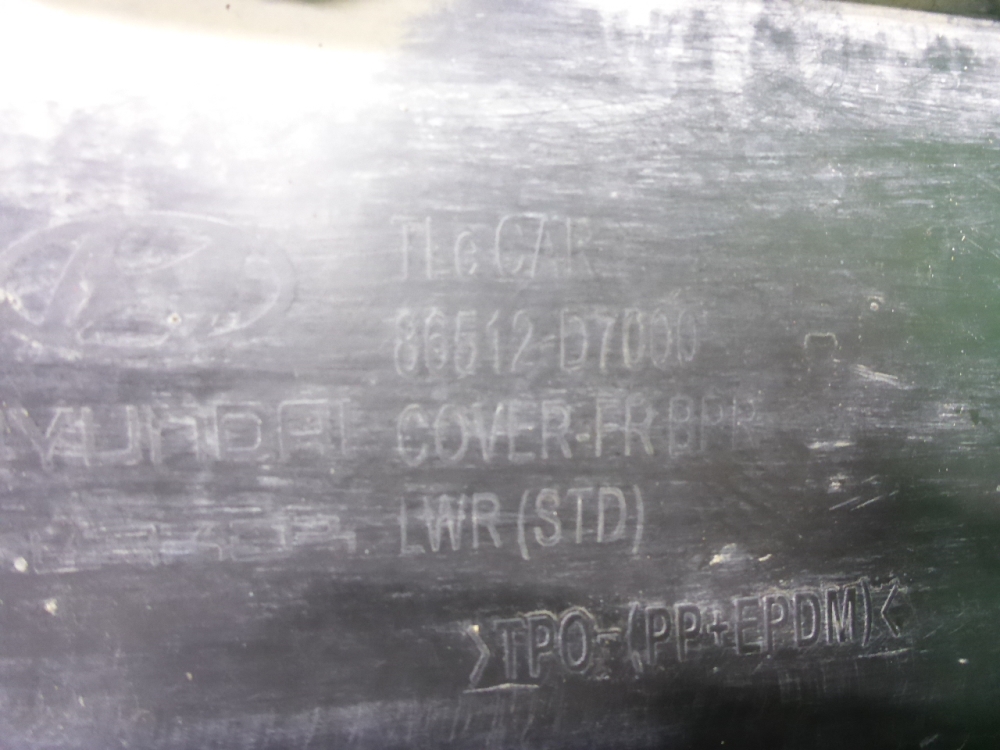 TLe CAR
86512-D7000
HYUNDAI COVER-FR BPR
LWR (STD)
>TPO-(PP+EPDM)<